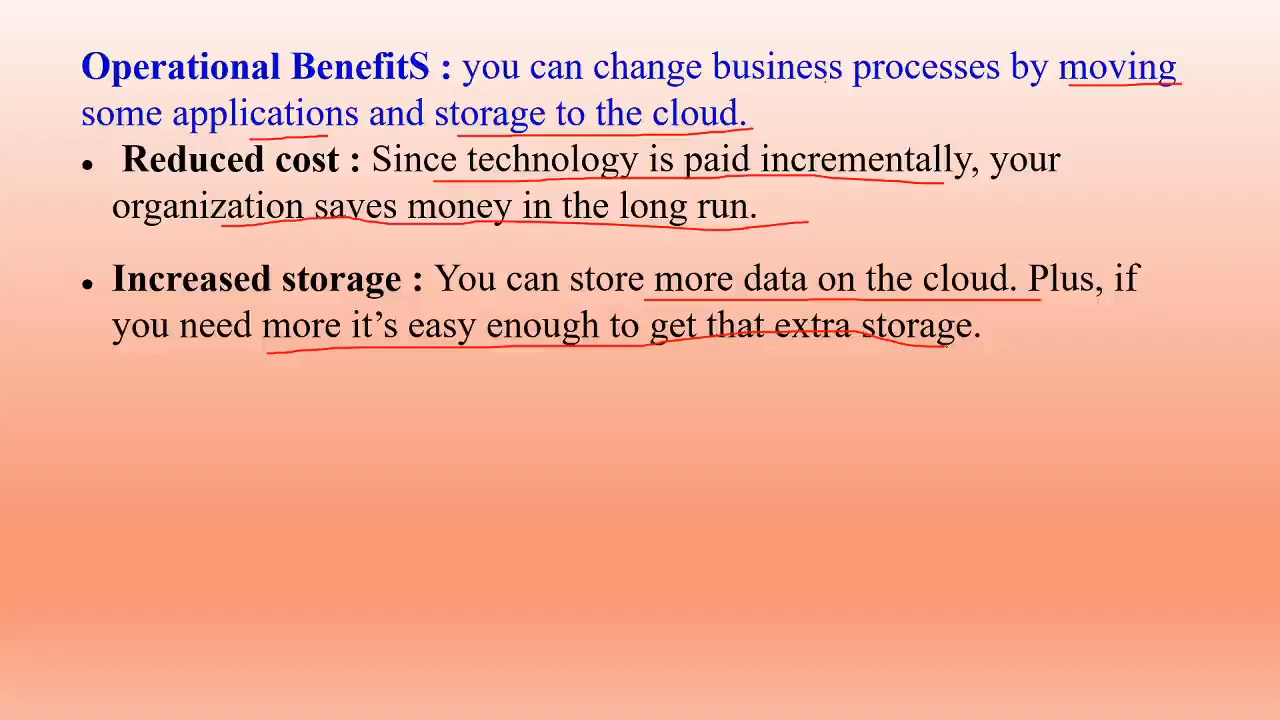 Operational BenefitS : you can change business processes by moving
some applications and storage to the cloud.
• Reduced cost : Since technology is paid incrementally, your
organization saves money in the long run.
• Increased storage : You can store more data on the cloud. Plus, if
you need more it’s easy enough to get that extra storage.